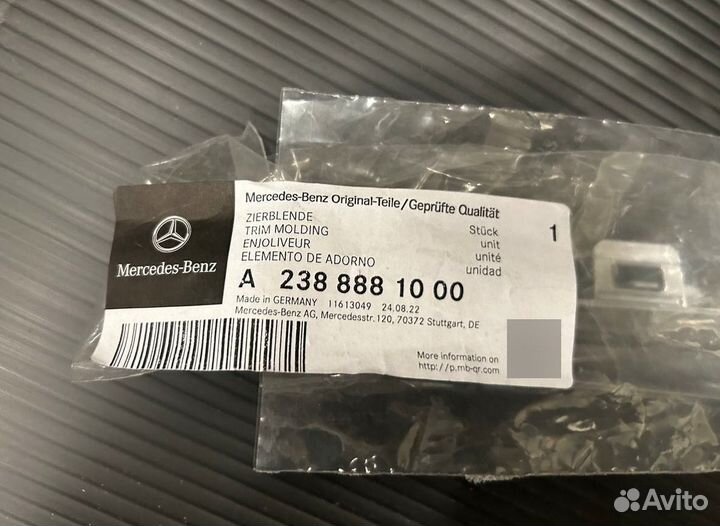 Mercedes-Benz
Mercedes-Benz Original-Teile/Geprüfte Qualität
ZIERBLENDE
TRIM MOLDING
ENJOLIVEUR
ELEMENTO DE ADORNO
Stück
unit
unité
unidad
1
A 238 888 10 00
Made in GERMANY 11613049 24.08.22
Mercedes-Benz AG, Mercedesstr.120, 70372 Stuttgart, DE
More information on
http://p.mb-qr.com
Avito